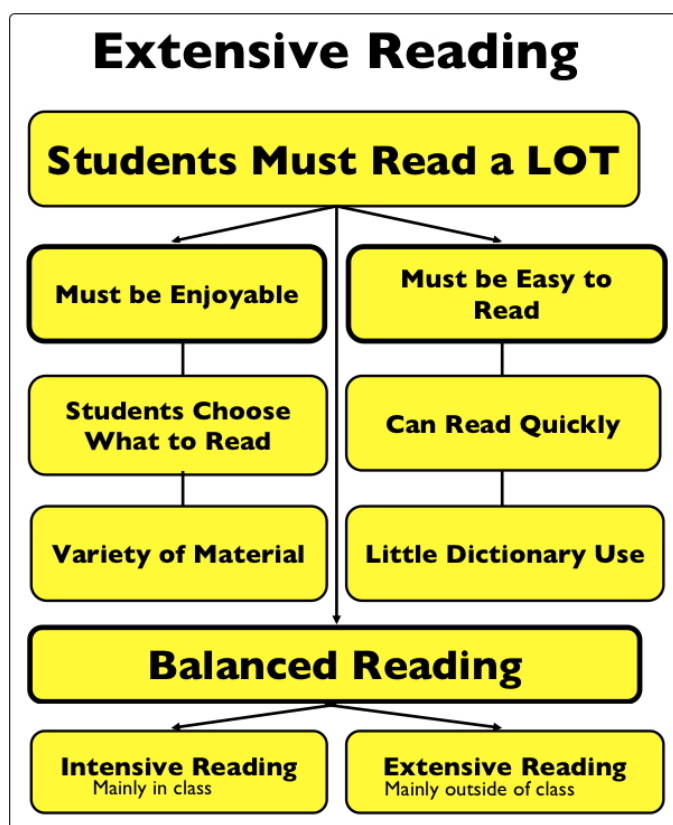 Extensive Reading
Students Must Read a LOT
Must be Enjoyable
Must be Easy to
Read
Students Choose
What to Read
Can Read Quickly
Variety of Material
Little Dictionary Use
Balanced Reading
Intensive Reading
Mainly in class
Extensive Reading
Mainly outside of class